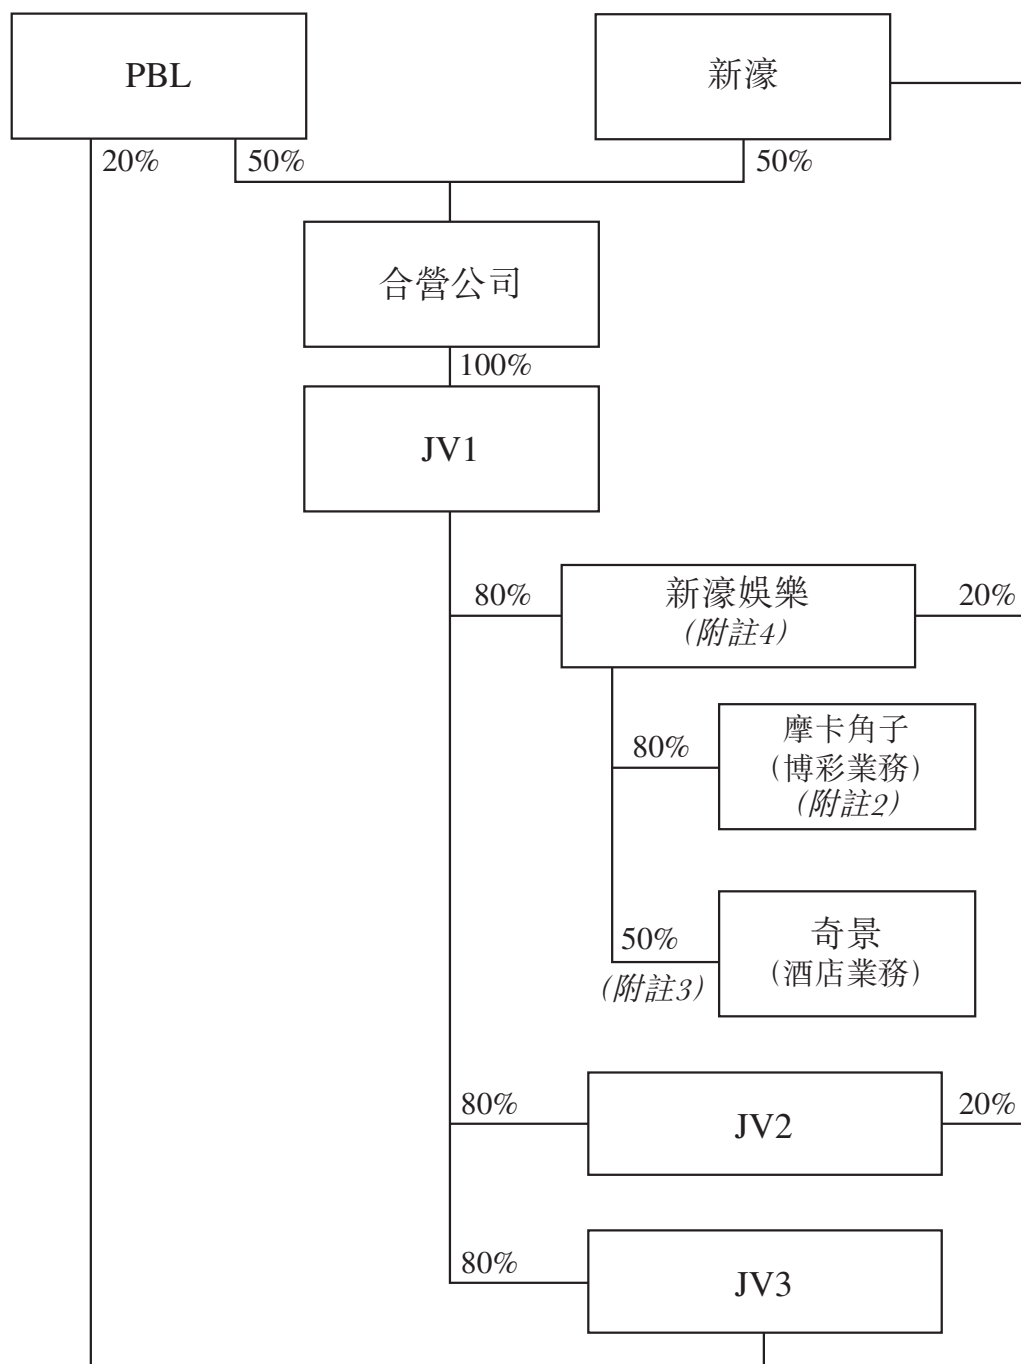 PBL
新濠
20%
50%
50%
合營公司
100%
JV1
80%
新濠娛樂
(附註4)
20%
80%
摩卡角子
(博彩業務)
(附註2)
50%
(附註3)
奇景
(酒店業務)
80%
JV2
20%
80%
JV3